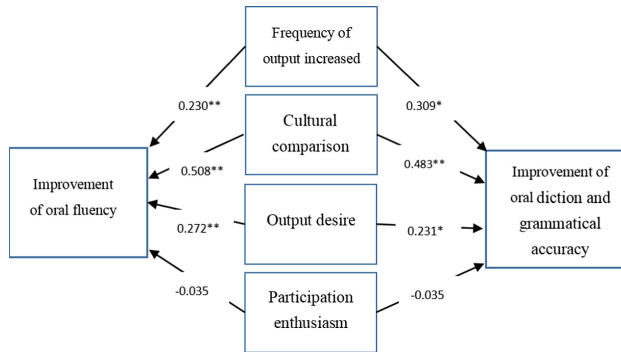 Frequency of
output increased
0.230**
0.309*
Cultural
comparison
0.508**
0.483**
Improvement
of oral fluency
Improvement of
oral diction and
grammatical
accuracy
Output desire
0.272**
0.231*
Participation
enthusiasm
-0.035
-0.035